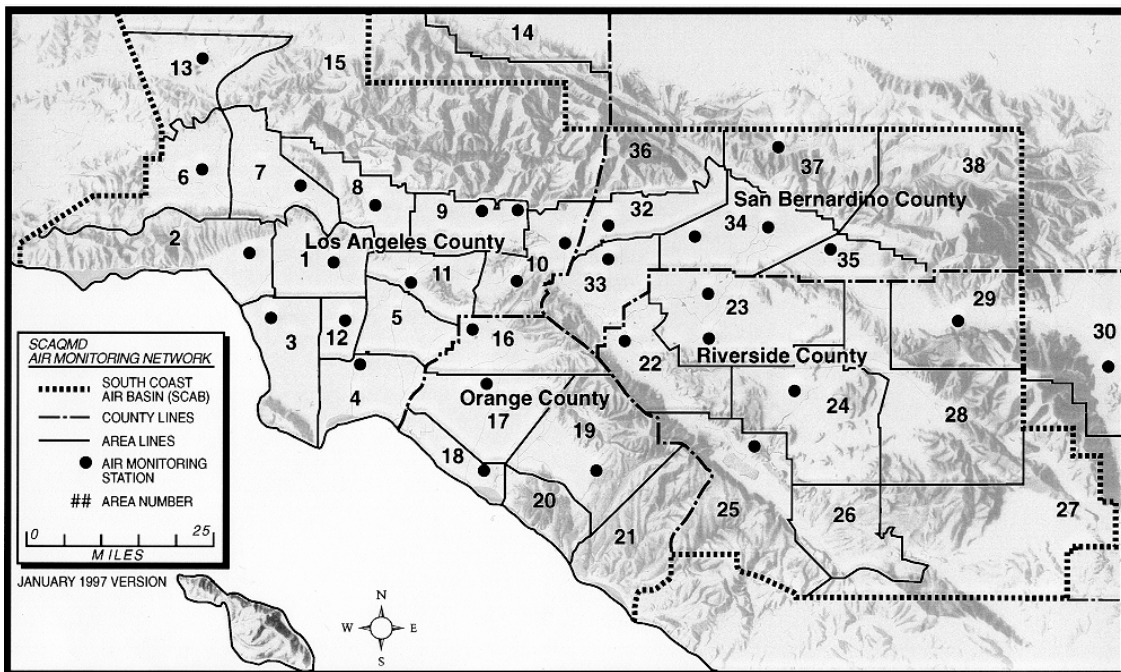 14
13
15
36
37
38
6
7
8
9
32
San Bernardino County
34
2
Los Angeles County
1
11
10
35
33
23
29
30
3
12
5
16
22
Riverside County
4
Orange County
17
24
28
19
18
20
21
25
26
27
SCAQMD
AIR MONITORING NETWORK
SOUTH COAST
AIR BASIN (SCAB)
COUNTY LINES
AREA LINES
AIR MONITORING
STATION
## AREA NUMBER
0 25
MILES
JANUARY 1997 VERSION
N
W E
S